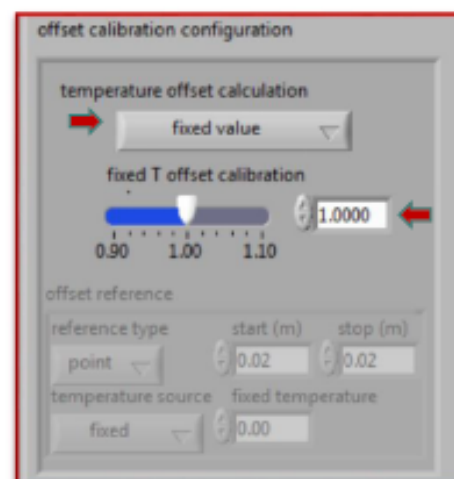 offset calibration configuration
temperature offset calculation
fixed value
fixed T offset calibration
1.0000
0.90 1.00 1.10
offset reference
reference type start (m) stop (m)
point 0.02 0.02
temperature source fixed temperature
fixed 0.00